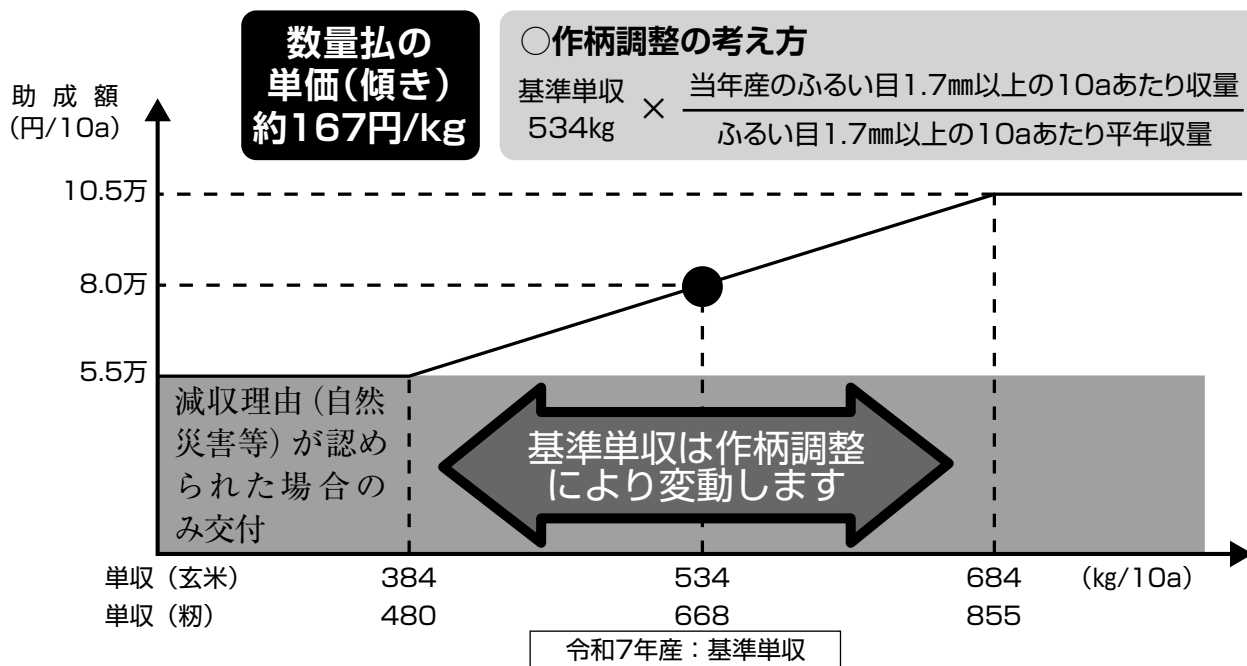 数量払の
単価（傾き）
約167円/kg
○作柄調整の考え方
基準単収
534kg
×
当年産のふるい目1.7㎜以上の10aあたり収量
ふるい目1.7㎜以上の10aあたり平年収量
助成額
(円/10a)
10.5万
8.0万
5.5万
減収理由（自然
災害等）が認め
られた場合の
み交付
基準単収は作柄調整
により変動します
単収（玄米） 384 534 684 (kg/10a)
単収（籾） 480 668 855
令和7年産：基準単収